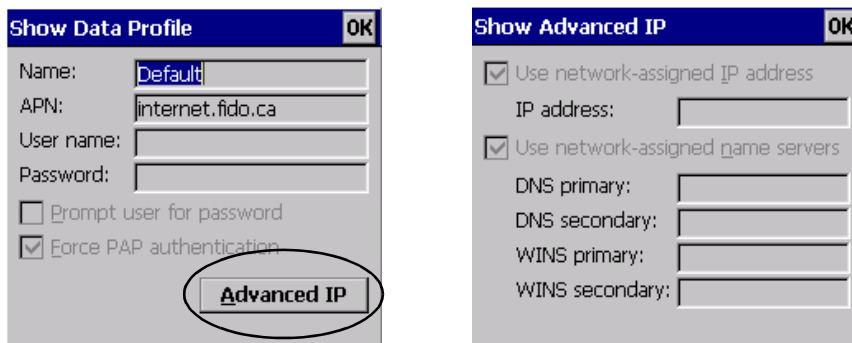 Show Data Profile OK
Name: Default
APN: internet.fido.ca
User name:
Password:
Prompt user for password
Force PAP authentication
Advanced IP
Show Advanced IP OK
Use network-assigned IP address
IP address:
Use network-assigned name servers
DNS primary:
DNS secondary:
WINS primary:
WINS secondary: